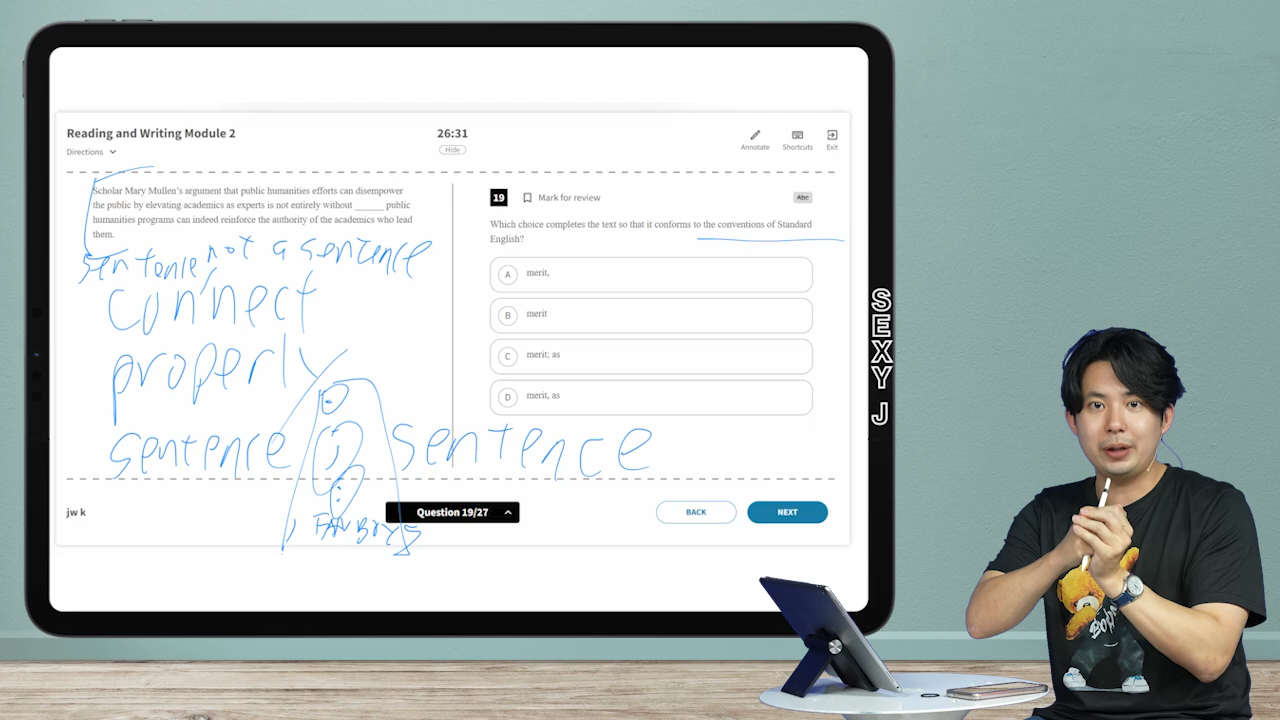 Reading and Writing Module 2
26:31
Directions
Hide
Annotate
Shortcuts
Exit
Scholar Mary Mullen's argument that public humanities efforts can disempower
the public by elevating academics as experts is not entirely without ______ public
humanities programs can indeed reinforce the authority of the academics who lead
them.
sentence, not a sentence
connect
properly
sentence . ; : sentence
, FANBOYS
19
Mark for review
Abc
Which choice completes the text so that it conforms to the conventions of Standard
English?
A merit,
B merit
C merit; as
D merit, as
jw k
Question 19/27
BACK
NEXT
SEXY J